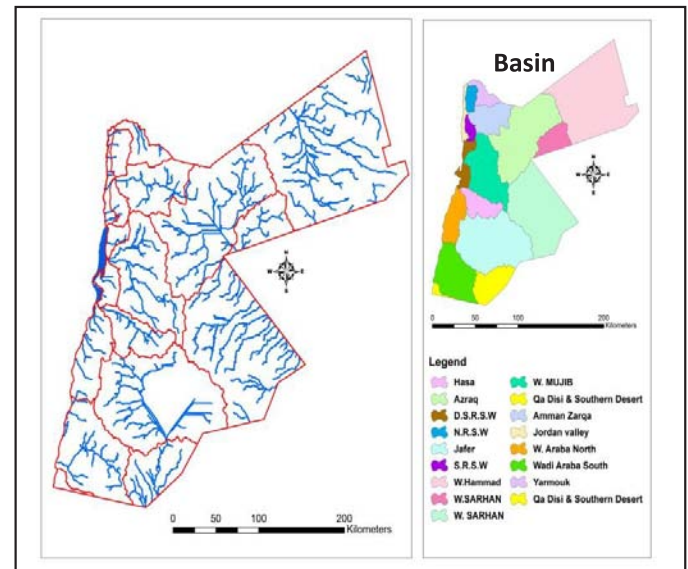 N
W E
S
0 50 100 200
Kilometers
Basin
N
W E
S
0 50 100 200
Kilometers
Legend
Hasa
Azraq
D.S.R.S.W
N.R.S.W
Jafer
S.R.S.W
W.Hammad
W.SARHAN
W. SARHAN
W. MUJIB
Qa Disi & Southern Desert
Amman Zarqa
Jordan valley
W. Araba North
Wadi Araba South
Yarmouk
Qa Disi & Southern Desert